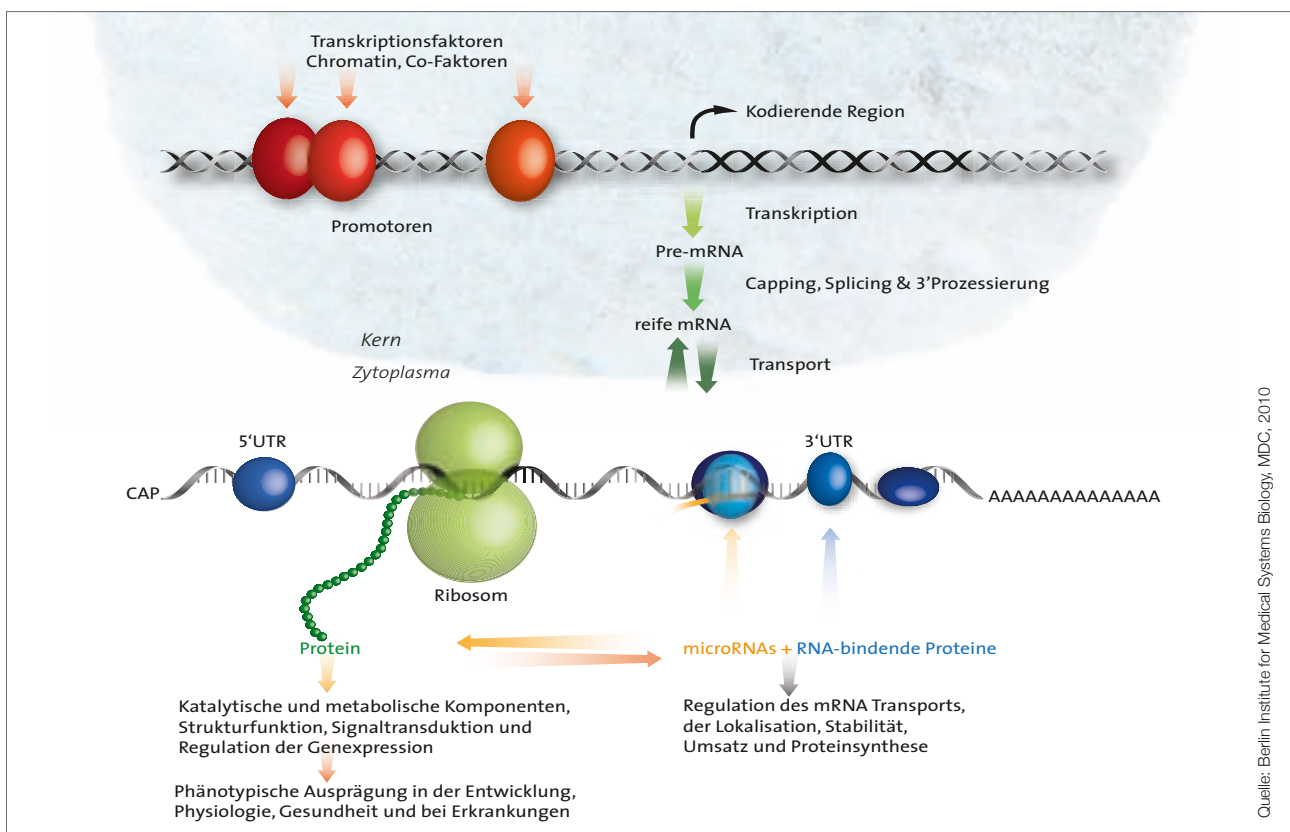 Transkriptionsfaktoren
Chromatin, Co-Faktoren
Kodierende Region
Promotoren
Transkription
Pre-mRNA
Capping, Splicing & 3’Prozessierung
reife mRNA
Kern
Zytoplasma
Transport
5‘UTR
3‘UTR
CAP
AAAAAAAAAAAAAA
Ribosom
Protein
microRNAs + RNA-bindende Proteine
Katalytische und metabolische Komponenten,
Strukturfunktion, Signaltransduktion und
Regulation der Genexpression
Regulation des mRNA Transports,
der Lokalisation, Stabilität,
Umsatz und Proteinsynthese
Phänotypische Ausprägung in der Entwicklung,
Physiologie, Gesundheit und bei Erkrankungen
Quelle: Berlin Institute for Medical Systems Biology, MDC, 2010